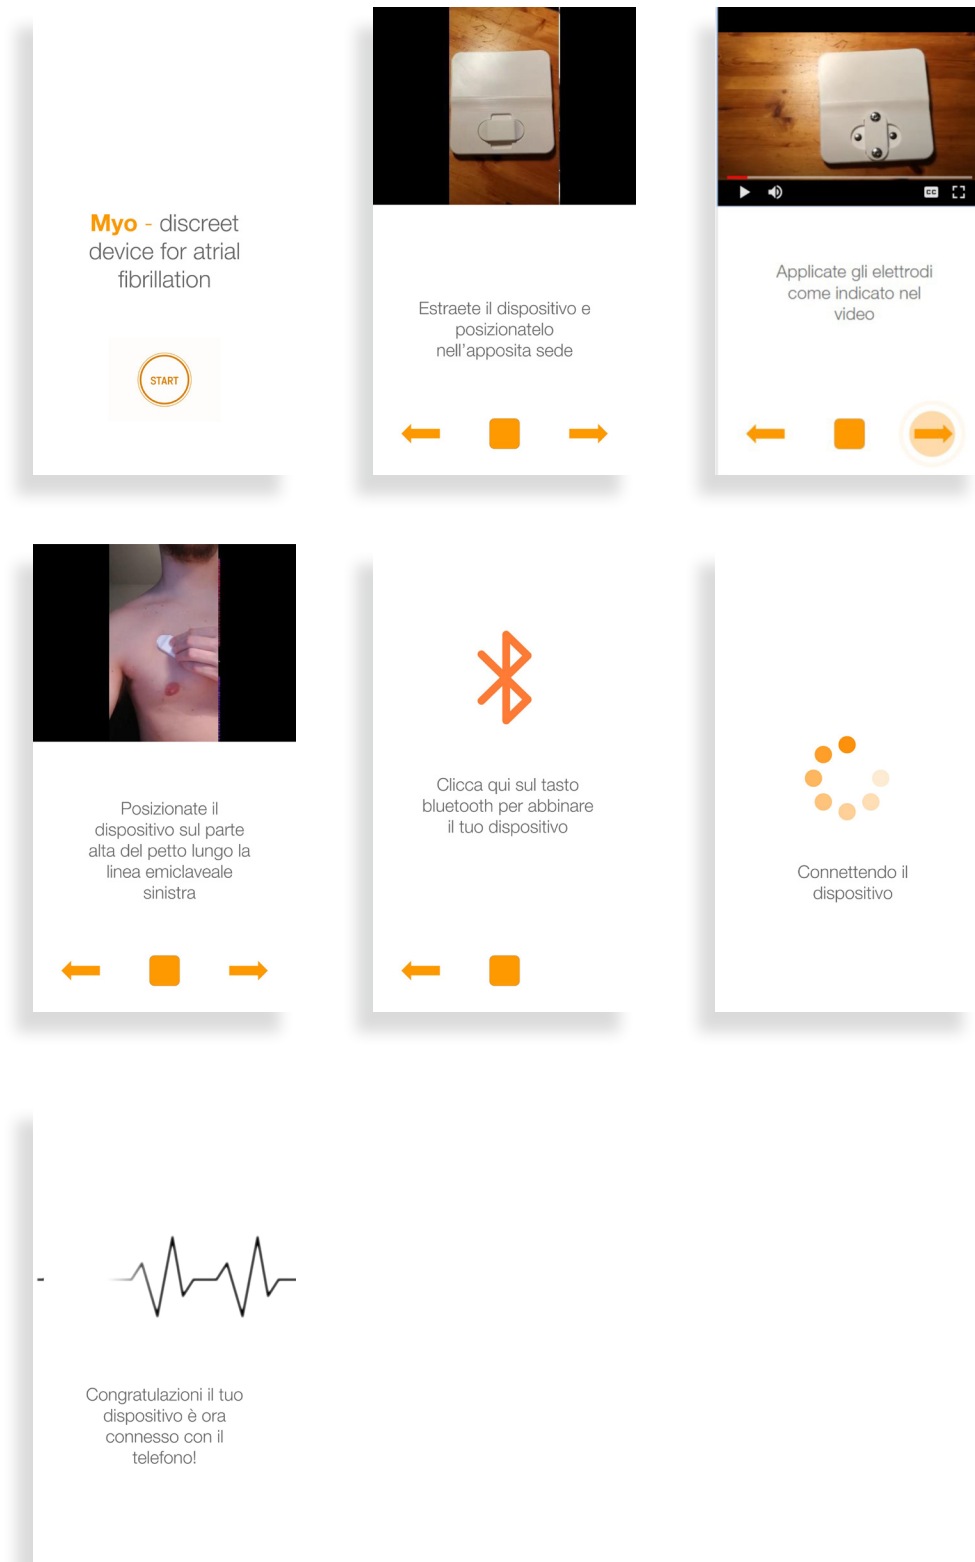 Myo - discreet
device for atrial
fibrillation
START
Estraete il dispositivo e
posizionatelo
nell'apposita sede
CC
Applicate gli elettrodi
come indicato nel
video
Posizionate il
dispositivo sul parte
alta del petto lungo la
linea emiclaveale
sinistra
Clicca qui sul tasto
bluetooth per abbinare
il tuo dispositivo
Connettendo il
dispositivo
Congratulazioni il tuo
dispositivo è ora
connesso con il
telefono!